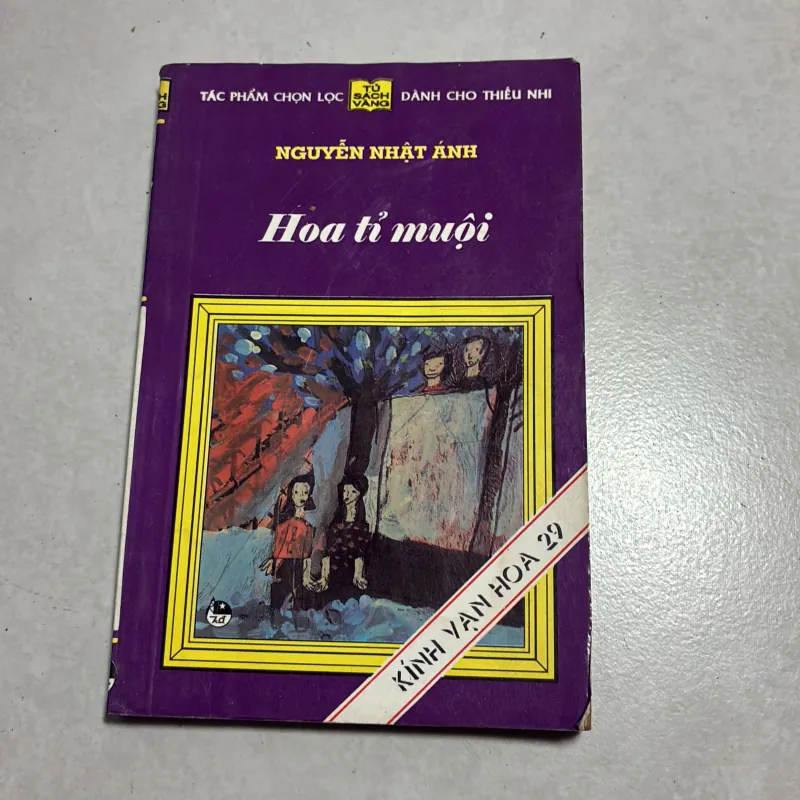 TÁC PHẨM CHỌN LỌC TỦ SÁCH VÀNG DÀNH CHO THIẾU NHI
NGUYỄN NHẬT ÁNH
Hoa tỉ muội
KÍNH VẠN HOA 29